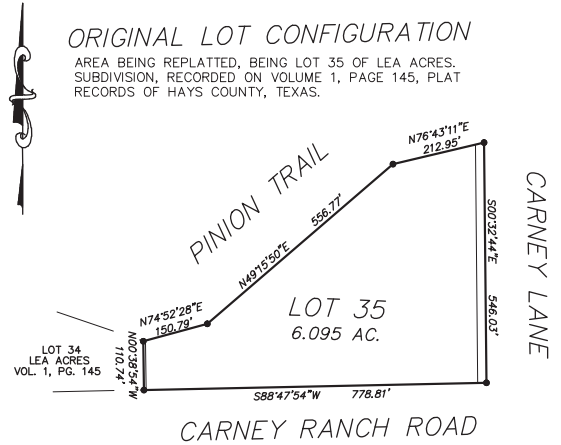 ORIGINAL LOT CONFIGURATION
AREA BEING REPLATTED, BEING LOT 35 OF LEA ACRES.
SUBDIVISION, RECORDED ON VOLUME 1, PAGE 145, PLAT
RECORDS OF HAYS COUNTY, TEXAS.
N76°43'11"E
212.95'
PINION TRAIL
556.77'
N49°15'50"E
CARNEY LANE
S00°32'44"E
546.03'
LOT 35
6.095 AC.
N74°52'28"E
150.79'
N00°38'54"W
110.74'
LOT 34
LEA ACRES
VOL. 1, PG. 145
S88°47'54"W 778.81'
CARNEY RANCH ROAD